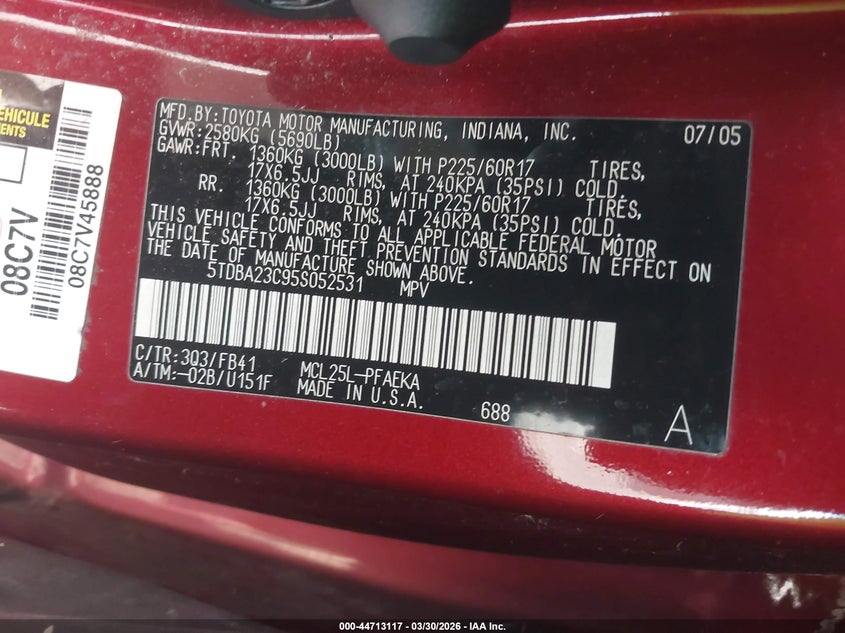 EHICULE
ENTS
08C7V
08C7V45888
MFD.BY:TOYOTA MOTOR MANUFACTURING, INDIANA, INC. 07/05
GVWR:2580KG (5690LB)
GAWR:FRT. 1360KG (3000LB) WITH P225/60R17 TIRES,
17X6.5JJ RIMS, AT 240KPA (35PSI) COLD.
RR. 1360KG (3000LB) WITH P225/60R17 TIRES,
17X6.5JJ RIMS, AT 240KPA (35PSI) COLD.
THIS VEHICLE CONFORMS TO ALL APPLICABLE FEDERAL MOTOR
VEHICLE SAFETY AND THEFT PREVENTION STANDARDS IN EFFECT ON
THE DATE OF MANUFACTURE SHOWN ABOVE.
5TDBA23C95S052531 MPV
C/TR:3Q3/FB41 MCL25L-PFAEKA
A/TM:-02B/U151F MADE IN U.S.A. 688
A
000-44713117 - 03/30/2026 - IAA Inc.